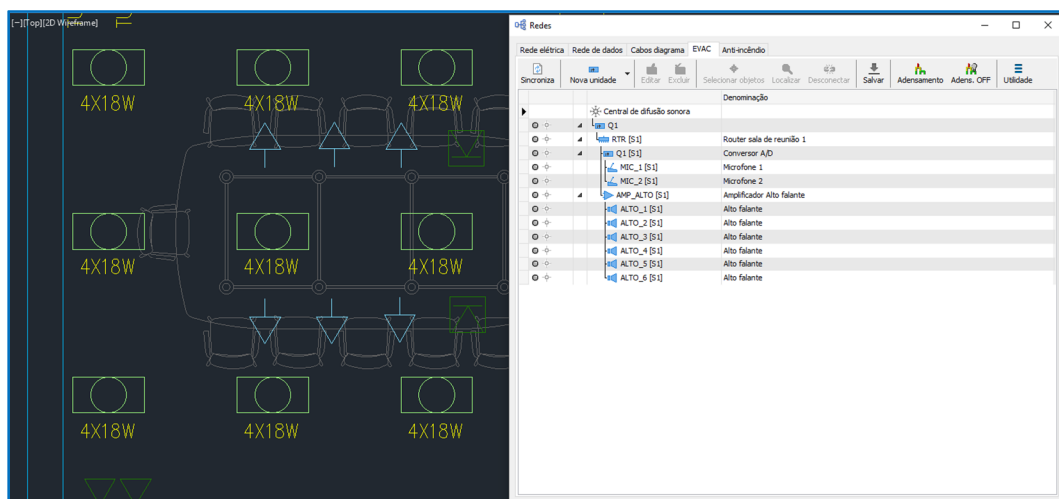 [−][Top][2D Wireframe]
4X18W
4X18W
4X18W
4X18W
4X18W
4X18W
4X18W
4X18W
4X18W
Redes
Rede elétrica Rede de dados Cabos diagrama EVAC Anti-incêndio
Sincroniza Nova unidade Editar Excluir Selecionar objetos Localizar Desconectar Salvar Adensamento Adens. OFF Utilidade
Denominação
Central de difusão sonora
Q1
RTR [S1] Router sala de reunião 1
Q1 [S1] Conversor A/D
MIC_1 [S1] Microfone 1
MIC_2 [S1] Microfone 2
AMP_ALTO [S1] Amplificador Alto falante
ALTO_1 [S1] Alto falante
ALTO_2 [S1] Alto falante
ALTO_3 [S1] Alto falante
ALTO_4 [S1] Alto falante
ALTO_5 [S1] Alto falante
ALTO_6 [S1] Alto falante